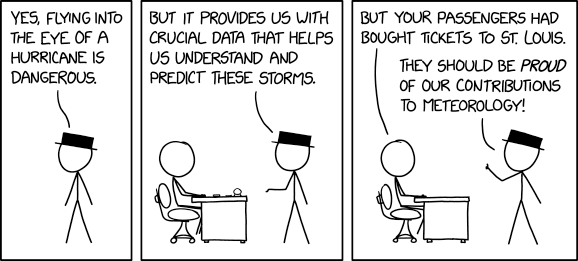 YES, FLYING INTO
THE EYE OF A
HURRICANE IS
DANGEROUS.
BUT IT PROVIDES US WITH
CRUCIAL DATA THAT HELPS
US UNDERSTAND AND
PREDICT THESE STORMS.
BUT YOUR PASSENGERS HAD
BOUGHT TICKETS TO ST. LOUIS.
THEY SHOULD BE PROUD
OF OUR CONTRIBUTIONS
TO METEOROLOGY!